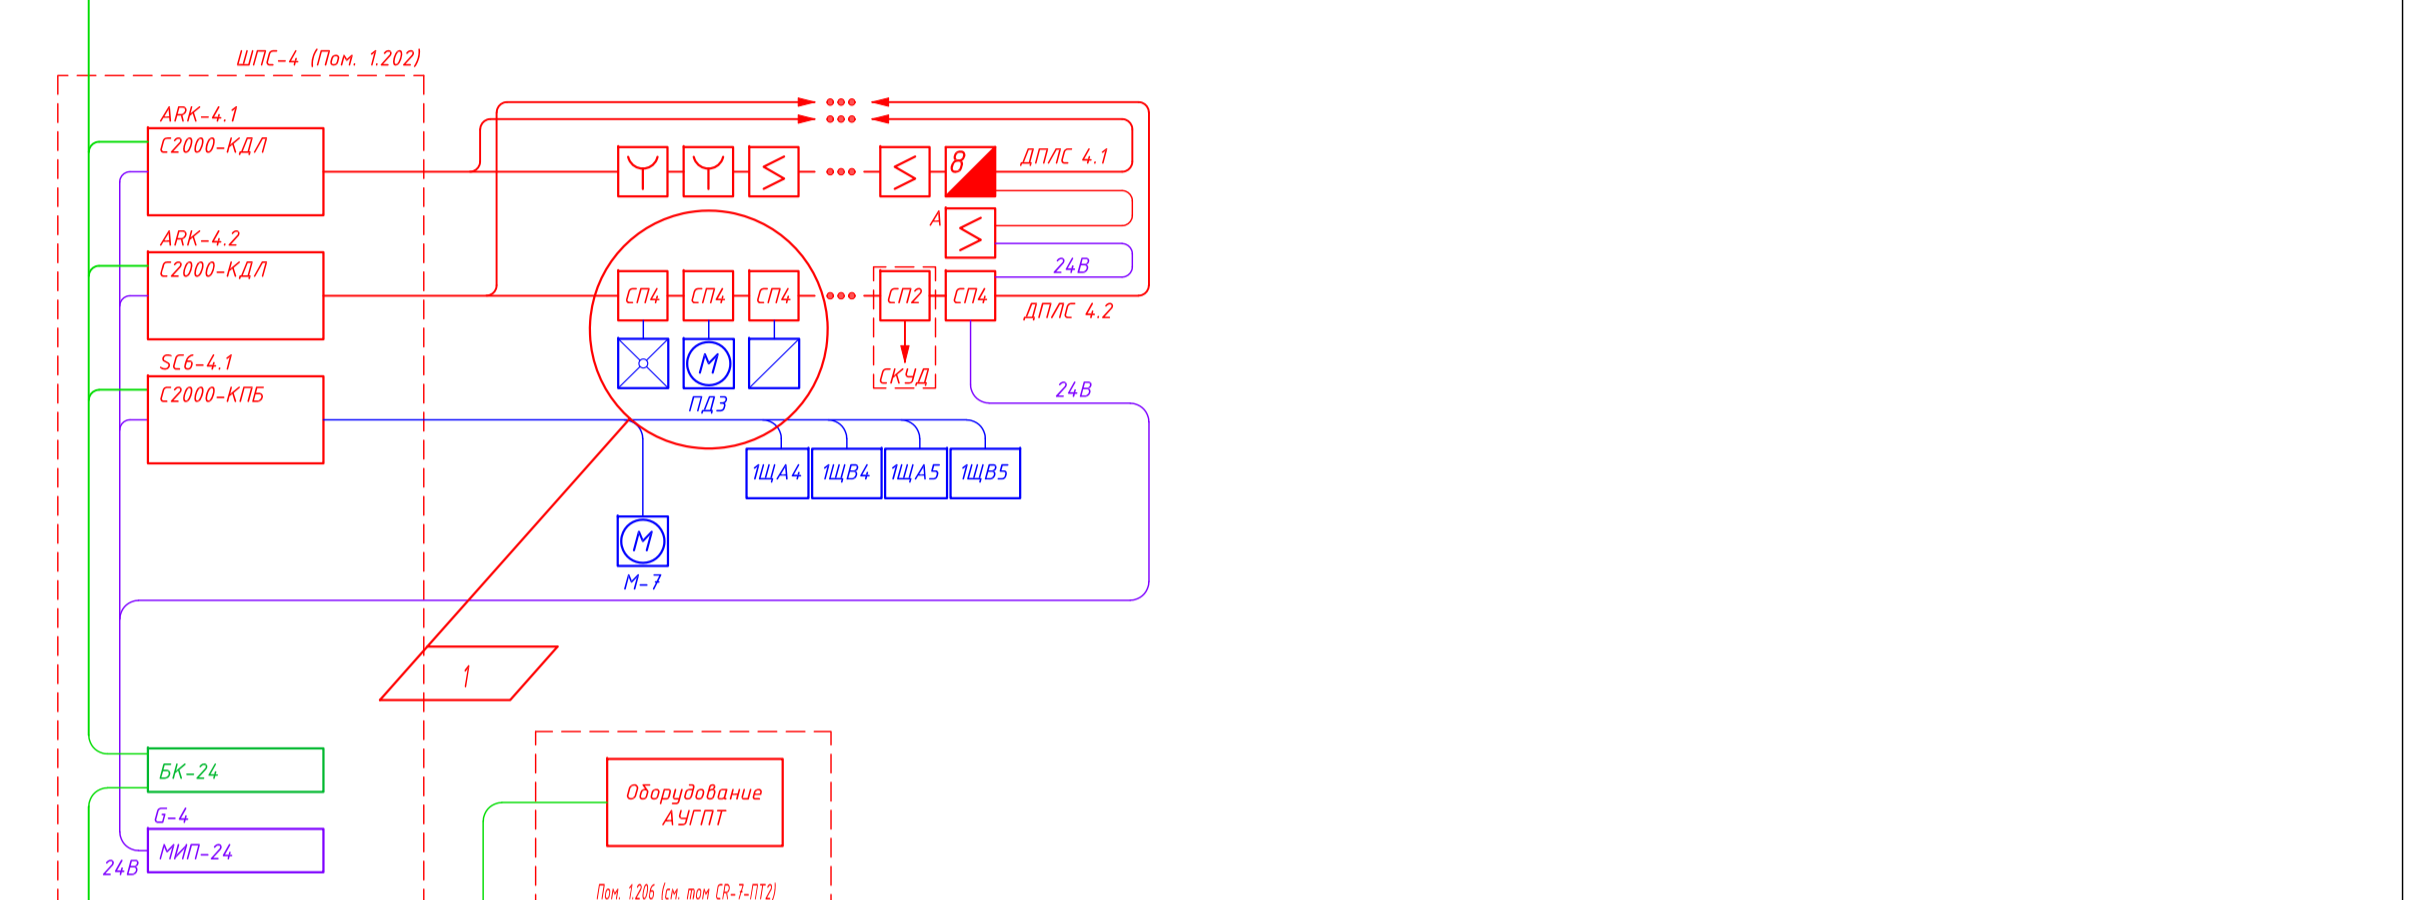 ШПС-4 (Пом. 1.202)
ARK-4.1
С2000-КДЛ
8
ДПЛС 4.1
А
ARK-4.2
С2000-КДЛ
24В
СП4
СП4
СП4
СП2
СП4
ДПЛС 4.2
SC6-4.1
С2000-КПБ
М
ПДЗ
СКУД
24В
1ЩА4
1ЩВ4
1ЩА5
1ЩВ5
М
М-7
1
БК-24
G-4
МИП-24
24В
Оборудование
АУГПТ
Пом. 1.206 (см. том CR-7-ПТ2)